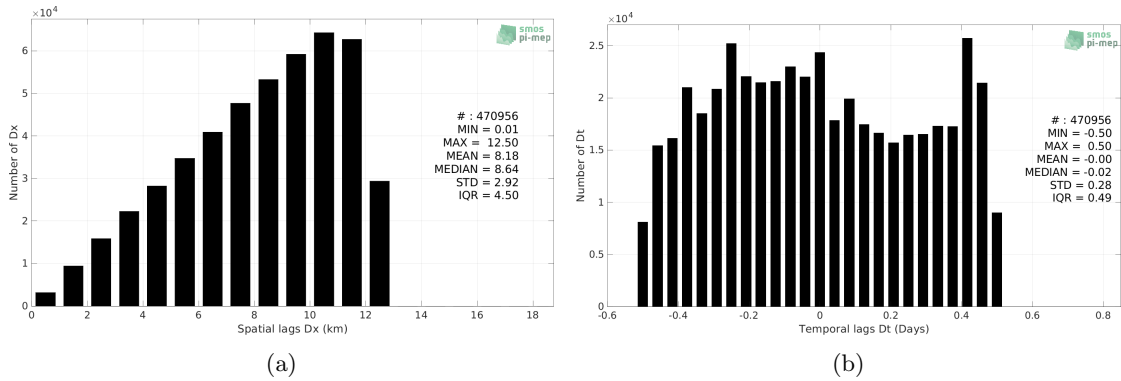 ×10^4
6
5
4
3
2
1
0
Number of Dx
0 2 4 6 8 10 12 14 16 18
Spatial lags Dx (km)
smos
pi-mep
# : 470956
MIN = 0.01
MAX = 12.50
MEAN = 8.18
MEDIAN = 8.64
STD = 2.92
IQR = 4.50
(a)
×10^4
2.5
2
1.5
1
0.5
0
Number of Dt
-0.6 -0.4 -0.2 0 0.2 0.4 0.6 0.8
Temporal lags Dt (Days)
smos
pi-mep
# : 470956
MIN = -0.50
MAX = 0.50
MEAN = -0.00
MEDIAN = -0.02
STD = 0.28
IQR = 0.49
(b)